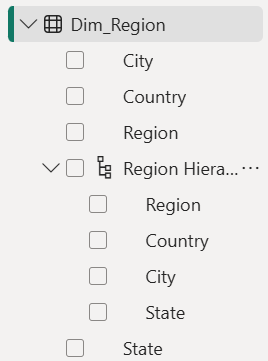 Dim_Region
City
Country
Region
Region Hiera...
Region
Country
City
State
State